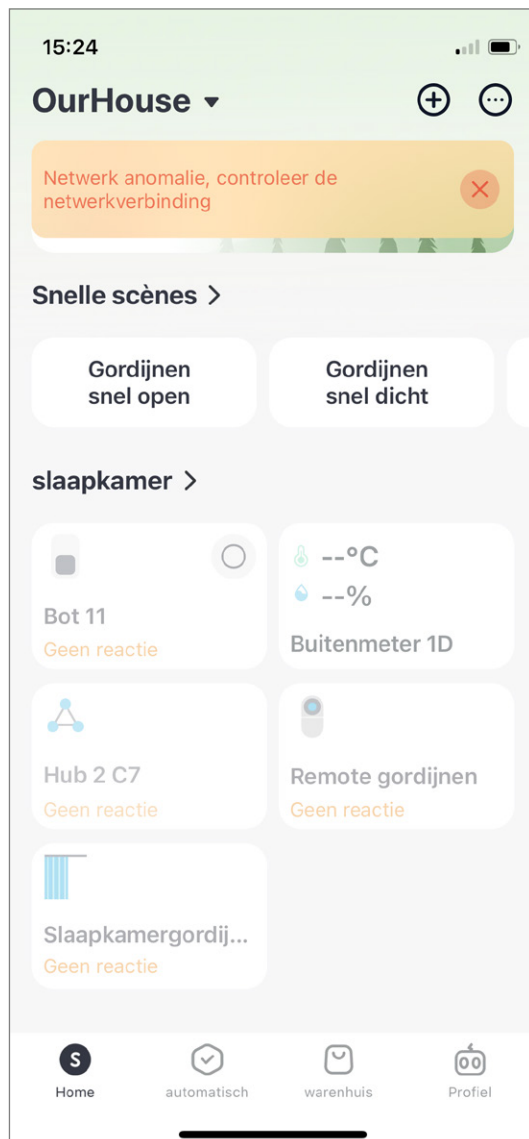 15:24
OurHouse
Netwerk anomalie, controleer de
netwerkverbinding
Snelle scènes >
Gordijnen
snel open
Gordijnen
snel dicht
slaapkamer >
Bot 11
Geen reactie
--°C
--%
Buitenmeter 1D
Hub 2 C7
Geen reactie
Remote gordijnen
Geen reactie
Slaapkamergordij...
Geen reactie
S
Home
automatisch
warenhuis
Profiel